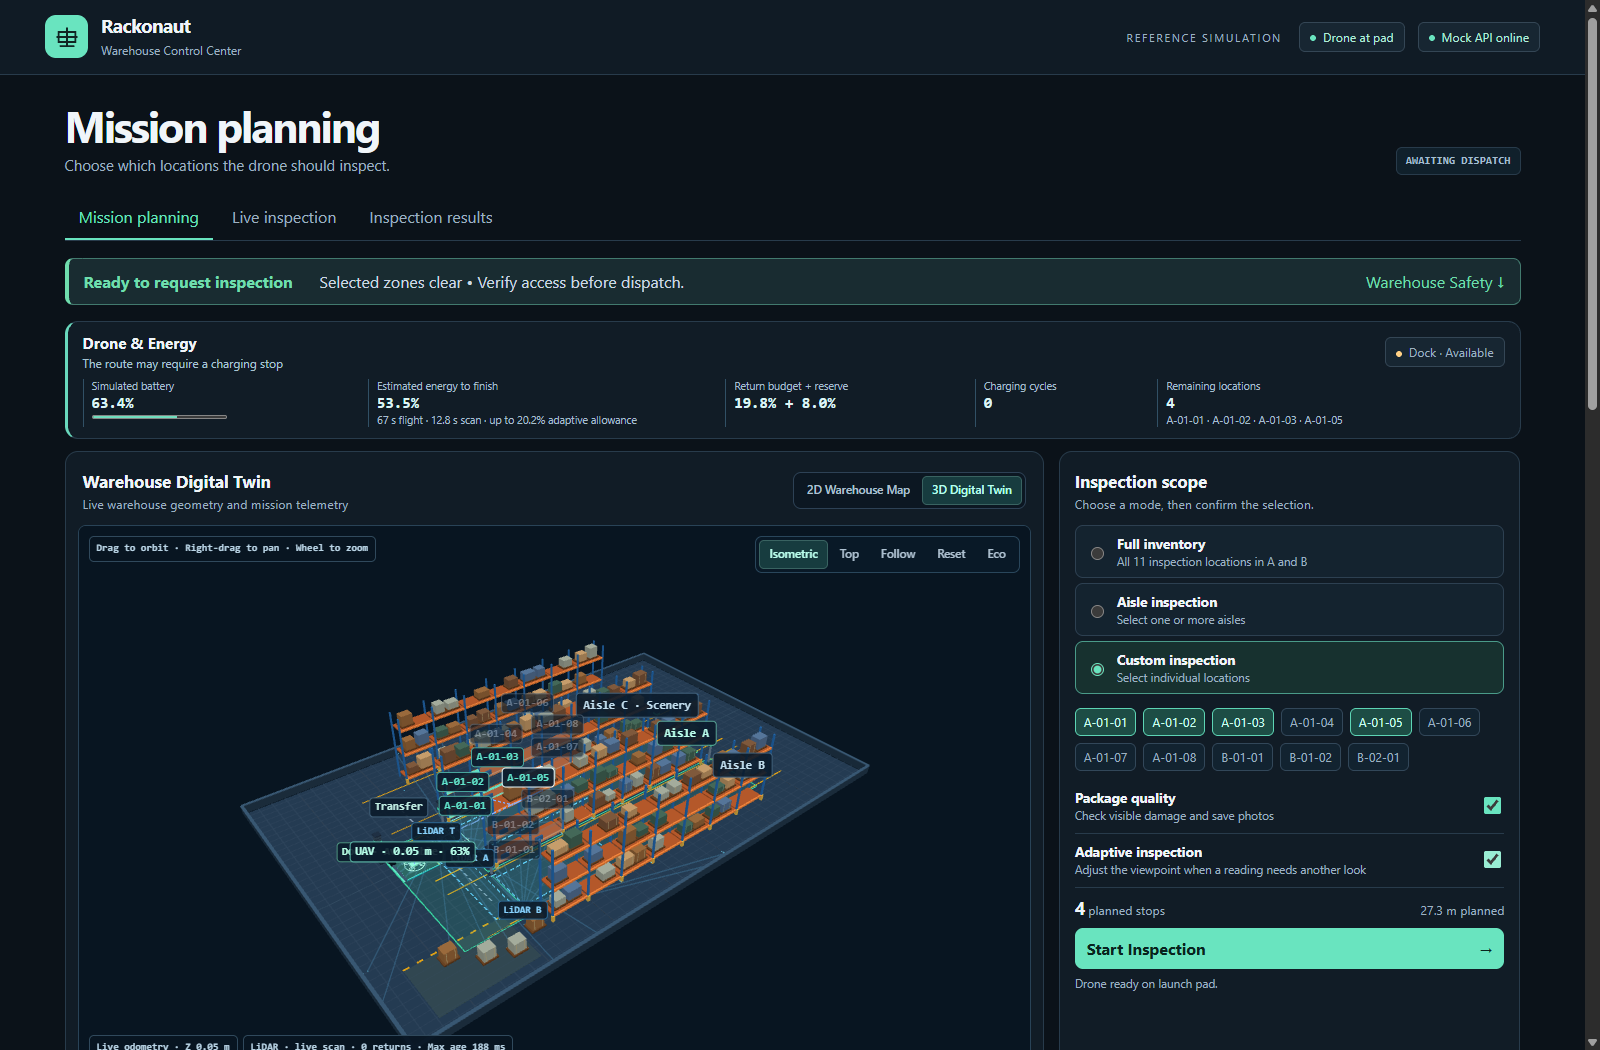 Rackonaut
Warehouse Control Center
REFERENCE SIMULATION
Drone at pad
Mock API online
Mission planning
Choose which locations the drone should inspect.
AWAITING DISPATCH
Mission planning
Live inspection
Inspection results
Ready to request inspection
Selected zones clear • Verify access before dispatch.
Warehouse Safety ↓
Drone & Energy
The route may require a charging stop
Dock · Available
Simulated battery
63.4%
Estimated energy to finish
53.5%
67 s flight · 12.8 s scan · up to 20.2% adaptive allowance
Return budget + reserve
19.8% + 8.0%
Charging cycles
0
Remaining locations
4
A-01-01 · A-01-02 · A-01-03 · A-01-05
Warehouse Digital Twin
Live warehouse geometry and mission telemetry
2D Warehouse Map
3D Digital Twin
Drag to orbit · Right-drag to pan · Wheel to zoom
Isometric
Top
Follow
Reset
Eco
A-01-06
Aisle C · Scenery
A-01-08
A-01-04
Aisle A
A-01-07
A-01-03
Aisle B
A-01-05
A-01-02
B-02-01
Transfer
A-01-01
B-01-02
LiDAR T
UAV · 0.05 m · 63%
B-01-01
A
LiDAR B
Live odometry · Z 0.05 m
LiDAR · live scan · 0 returns · Max age 188 ms
Inspection scope
Choose a mode, then confirm the selection.
Full inventory
All 11 inspection locations in A and B
Aisle inspection
Select one or more aisles
Custom inspection
Select individual locations
A-01-01
A-01-02
A-01-03
A-01-04
A-01-05
A-01-06
A-01-07
A-01-08
B-01-01
B-01-02
B-02-01
Package quality
Check visible damage and save photos
Adaptive inspection
Adjust the viewpoint when a reading needs another look
4 planned stops
27.3 m planned
Start Inspection →
Drone ready on launch pad.